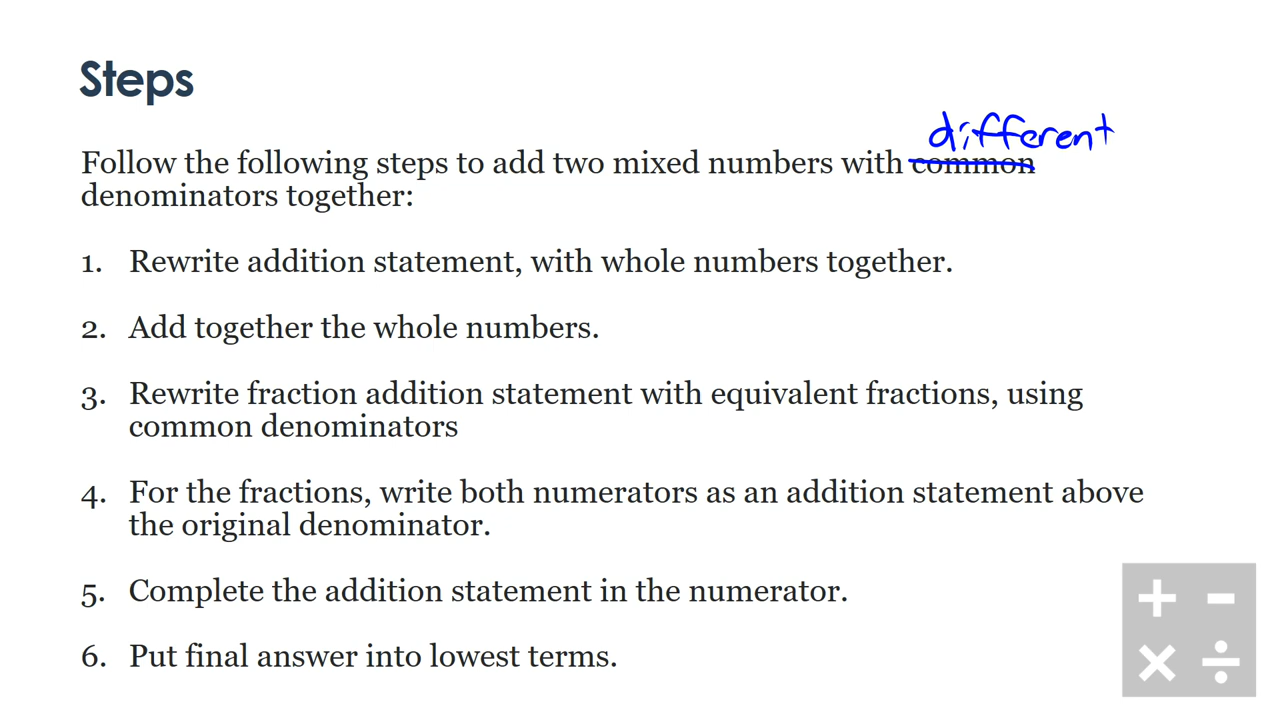 Steps
different
Follow the following steps to add two mixed numbers with common
denominators together:
1. Rewrite addition statement, with whole numbers together.
2. Add together the whole numbers.
3. Rewrite fraction addition statement with equivalent fractions, using
common denominators
4. For the fractions, write both numerators as an addition statement above
the original denominator.
5. Complete the addition statement in the numerator.
6. Put final answer into lowest terms.
+ -
× ÷